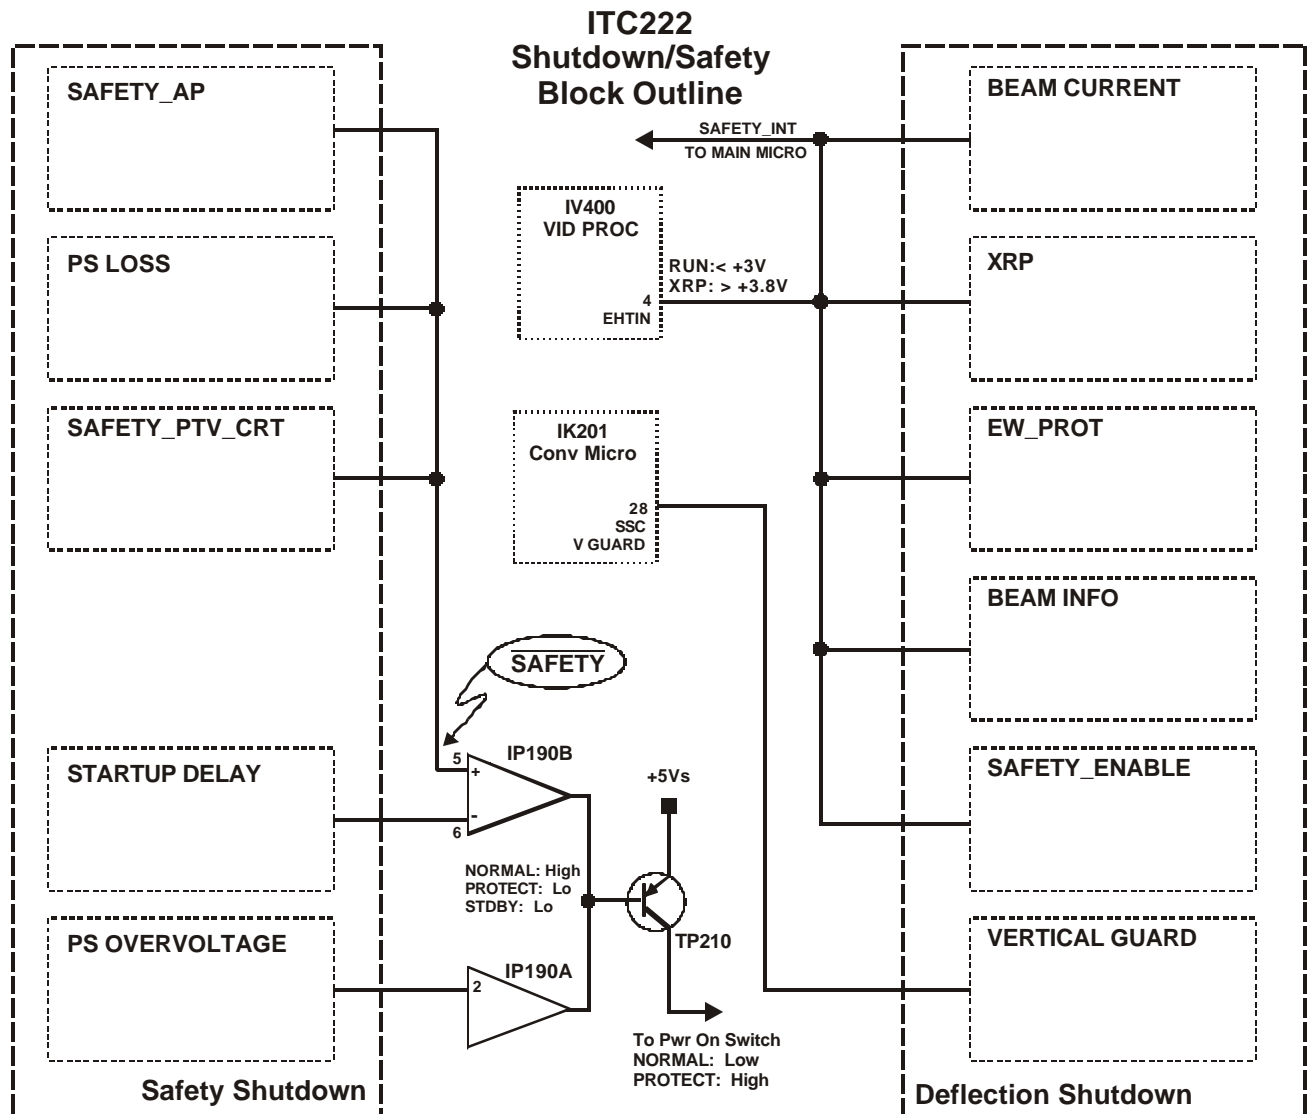 ITC222
Shutdown/Safety
Block Outline
SAFETY_AP
PS LOSS
SAFETY_PTV_CRT
STARTUP DELAY
PS OVERVOLTAGE
Safety Shutdown
SAFETY_INT
TO MAIN MICRO
IV400
VID PROC
4
EHTIN
RUN:< +3V
XRP: > +3.8V
IK201
Conv Micro
28
SSC
V GUARD
SAFETY
5
+
IP190B
-
6
+5Vs
NORMAL: High
PROTECT: Lo
STDBY: Lo
TP210
IP190A
2
To Pwr On Switch
NORMAL: Low
PROTECT: High
BEAM CURRENT
XRP
EW_PROT
BEAM INFO
SAFETY_ENABLE
VERTICAL GUARD
Deflection Shutdown